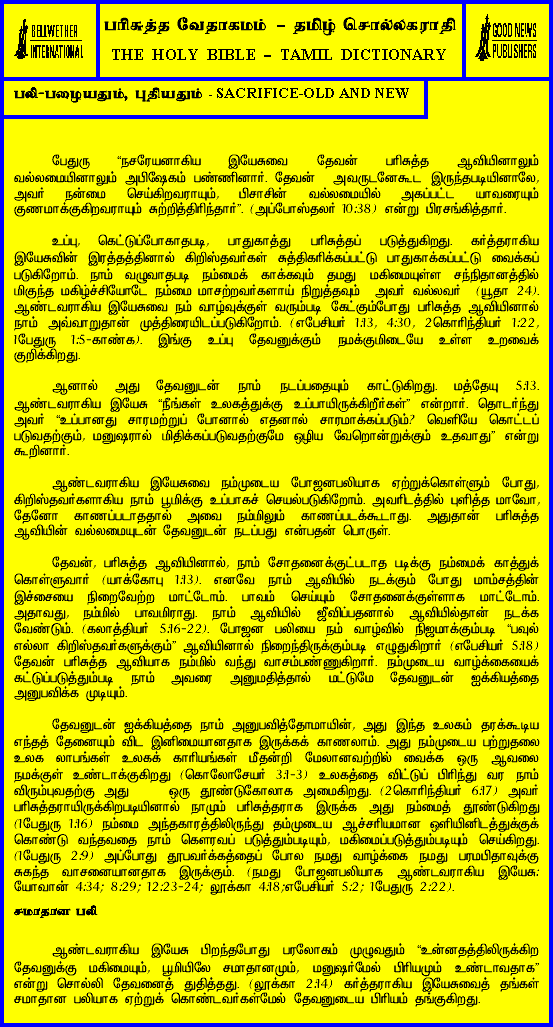 BELLWETHER
INTERNATIONAL
பரிசுத்த வேதாகமம் – தமிழ் சொல்லகராதி
THE HOLY BIBLE – TAMIL DICTIONARY
GOOD NEWS
PUBLISHERS
பலி-பழையதும், புதியதும் - SACRIFICE-OLD AND NEW
பேதுரு “நசரேயனாகிய இயேசுவை தேவன் பரிசுத்த ஆவியினாலும்
வல்லமையினாலும் அபிஷேகம் பண்ணினார். தேவன் அவருடனேகூட இருந்தபடியினாலே,
அவர் நன்மை செய்கிறவராயும், பிசாசின் வல்லமையில் அகப்பட்ட யாவரையும்
குணமாக்குகிறவராயும் சுற்றித்திரிந்தார்”. (அப்போஸ்தலர் 10:38) என்று பிரசங்கித்தார்.
உப்பு, கெட்டுப்போகாதபடி, பாதுகாத்து பரிசுத்தப் படுத்துகிறது. கர்த்தராகிய
இயேசுவின் இரத்தத்தினால் கிறிஸ்தவர்கள் சுத்திகரிக்கப்பட்டு பாதுகாக்கப்பட்டு வைக்கப்
படுகிறோம். நாம் வழுவாதபடி நம்மைக் காக்கவும் தமது மகிமையுள்ள சந்நிதானத்தில்
மிகுந்த மகிழ்ச்சியோடே நம்மை மாசற்றவர்களாய் நிறுத்தவும் அவர் வல்லவர் (யூதா 24).
ஆண்டவராகிய இயேசுவை நம் வாழ்வுக்குள் வரும்படி கேட்கும்போது பரிசுத்த ஆவியினால்
நாம் அவ்வாறுதான் முத்திரையிடப்படுகிறோம். (எபேசியர் 1:13, 4:30, 2கொரிந்தியர் 1:22,
1பேதுரு 1:5-காண்க). இங்கு உப்பு தேவனுக்கும் நமக்குமிடையே உள்ள உறவைக்
குறிக்கிறது.
ஆனால் அது தேவனுடன் நாம் நடப்பதையும் காட்டுகிறது. மத்தேயு 5:13.
ஆண்டவராகிய இயேசு “நீங்கள் உலகத்துக்கு உப்பாயிருக்கிறீர்கள்” என்றார். தொடர்ந்து
அவர் “உப்பானது சாரமற்றுப் போனால் எதனால் சாரமாக்கப்படும்? வெளியே கொட்டப்
படுவதற்கும், மனுஷரால் மிதிக்கப்படுவதற்குமே ஒழிய வேறொன்றுக்கும் உதவாது” என்று
கூறினார்.
ஆண்டவராகிய இயேசுவை நம்முடைய போஜனபலியாக ஏற்றுக்கொள்ளும் போது,
கிறிஸ்தவர்களாகிய நாம் பூமிக்கு உப்பாகச் செயல்படுகிறோம். அவரிடத்தில் புளித்த மாவோ,
தேனோ காணப்படாததால் அவை நம்மிலும் காணப்படக்கூடாது. அதுதான் பரிசுத்த
ஆவியின் வல்லமையுடன் தேவனுடன் நடப்பது என்பதன் பொருள்.
தேவன், பரிசுத்த ஆவியினால், நாம் சோதனைக்குட்படாத படிக்கு நம்மைக் காத்துக்
கொள்ளுவார் (யாக்கோபு 1:13). எனவே நாம் ஆவியில் நடக்கும் போது மாம்சத்தின்
இச்சையை நிறைவேற்ற மாட்டோம். பாவம் செய்யும் சோதனைக்குள்ளாக மாட்டோம்.
அதாவது, நம்மில் பாவமிராது. நாம் ஆவியில் ஜீவிப்பதனால் ஆவியில்தான் நடக்க
வேண்டும். (கலாத்தியர் 5:16-22). போஜன பலியை நம் வாழ்வில் நிஜமாக்கும்படி “பவுல்
எல்லா கிறிஸ்தவர்களுக்கும்” ஆவியினால் நிறைந்திருக்கும்படி எழுதுகிறார் (எபேசியர் 5:18)
தேவன் பரிசுத்த ஆவியாக நம்மில் வந்து வாசம்பண்ணுகிறார். நம்முடைய வாழ்க்கையைக்
கட்டுப்படுத்தும்படி நாம் அவரை அனுமதித்தால் மட்டுமே தேவனுடன் ஐக்கியத்தை
அனுபவிக்க முடியும்.
தேவனுடன் ஐக்கியத்தை நாம் அனுபவித்தோமாயின், அது இந்த உலகம் தரக்கூடிய
எந்தத் தேனையும் விட இனிமையானதாக இருக்கக் காணலாம். அது நம்முடைய பற்றுதலை
உலக லாபங்கள் உலகக் காரியங்கள் மீதன்றி மேலானவற்றில் வைக்க ஒரு ஆவலை
நமக்குள் உண்டாக்குகிறது (கொலோசேயர் 3:1-3) உலகத்தை விட்டுப் பிரிந்து வர நாம்
விரும்புவதற்கு அது ஒரு தூண்டுகோலாக அமைகிறது. (2கொரிந்தியர் 6:17) அவர்
பரிசுத்தராயிருக்கிறபடியினால் நாமும் பரிசுத்தராக இருக்க அது நம்மைத் தூண்டுகிறது
(1பேதுரு 1:16) நம்மை அந்தகாரத்திலிருந்து தம்முடைய ஆச்சரியமான ஒளியினிடத்துக்குக்
கொண்டு வந்தவதை நாம் கௌரவப் படுத்தும்படியும், மகிமைப்படுத்தும்படியும் செய்கிறது.
(1பேதுரு 2:9) அப்போது தூபவர்க்கத்தைப் போல நமது வாழ்க்கை நமது பரமபிதாவுக்கு
சுகந்த வாசனையானதாக இருக்கும். (நமது போஜனபலியாக ஆண்டவராகிய இயேசு:
யோவான் 4:34; 8:29; 12:23-24; லூக்கா 4:18;எபேசியர் 5:2; 1பேதுரு 2:22).
சமாதான பலி
ஆண்டவராகிய இயேசு பிறந்தபோது பரலோகம் முழுவதும் “உன்னதத்திலிருக்கிற
தேவனுக்கு மகிமையும், பூமியிலே சமாதானமும், மனுஷர்மேல் பிரியமும் உண்டாவதாக”
என்று சொல்லி தேவனைத் துதித்தது. (லூக்கா 2:14) கர்த்தராகிய இயேசுவைத் தங்கள்
சமாதான பலியாக ஏற்றுக் கொண்டவர்கள்மேல் தேவனுடைய பிரியம் தங்குகிறது.